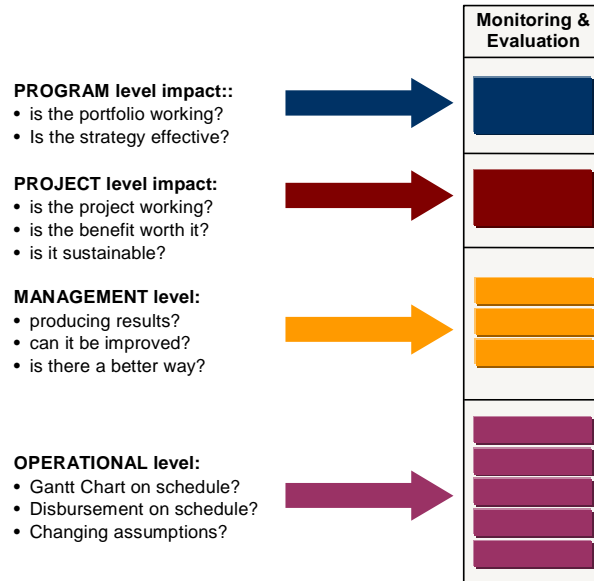 Monitoring &
Evaluation
PROGRAM level impact::
• is the portfolio working?
• Is the strategy effective?
PROJECT level impact:
• is the project working?
• is the benefit worth it?
• is it sustainable?
MANAGEMENT level:
• producing results?
• can it be improved?
• is there a better way?
OPERATIONAL level:
• Gantt Chart on schedule?
• Disbursement on schedule?
• Changing assumptions?